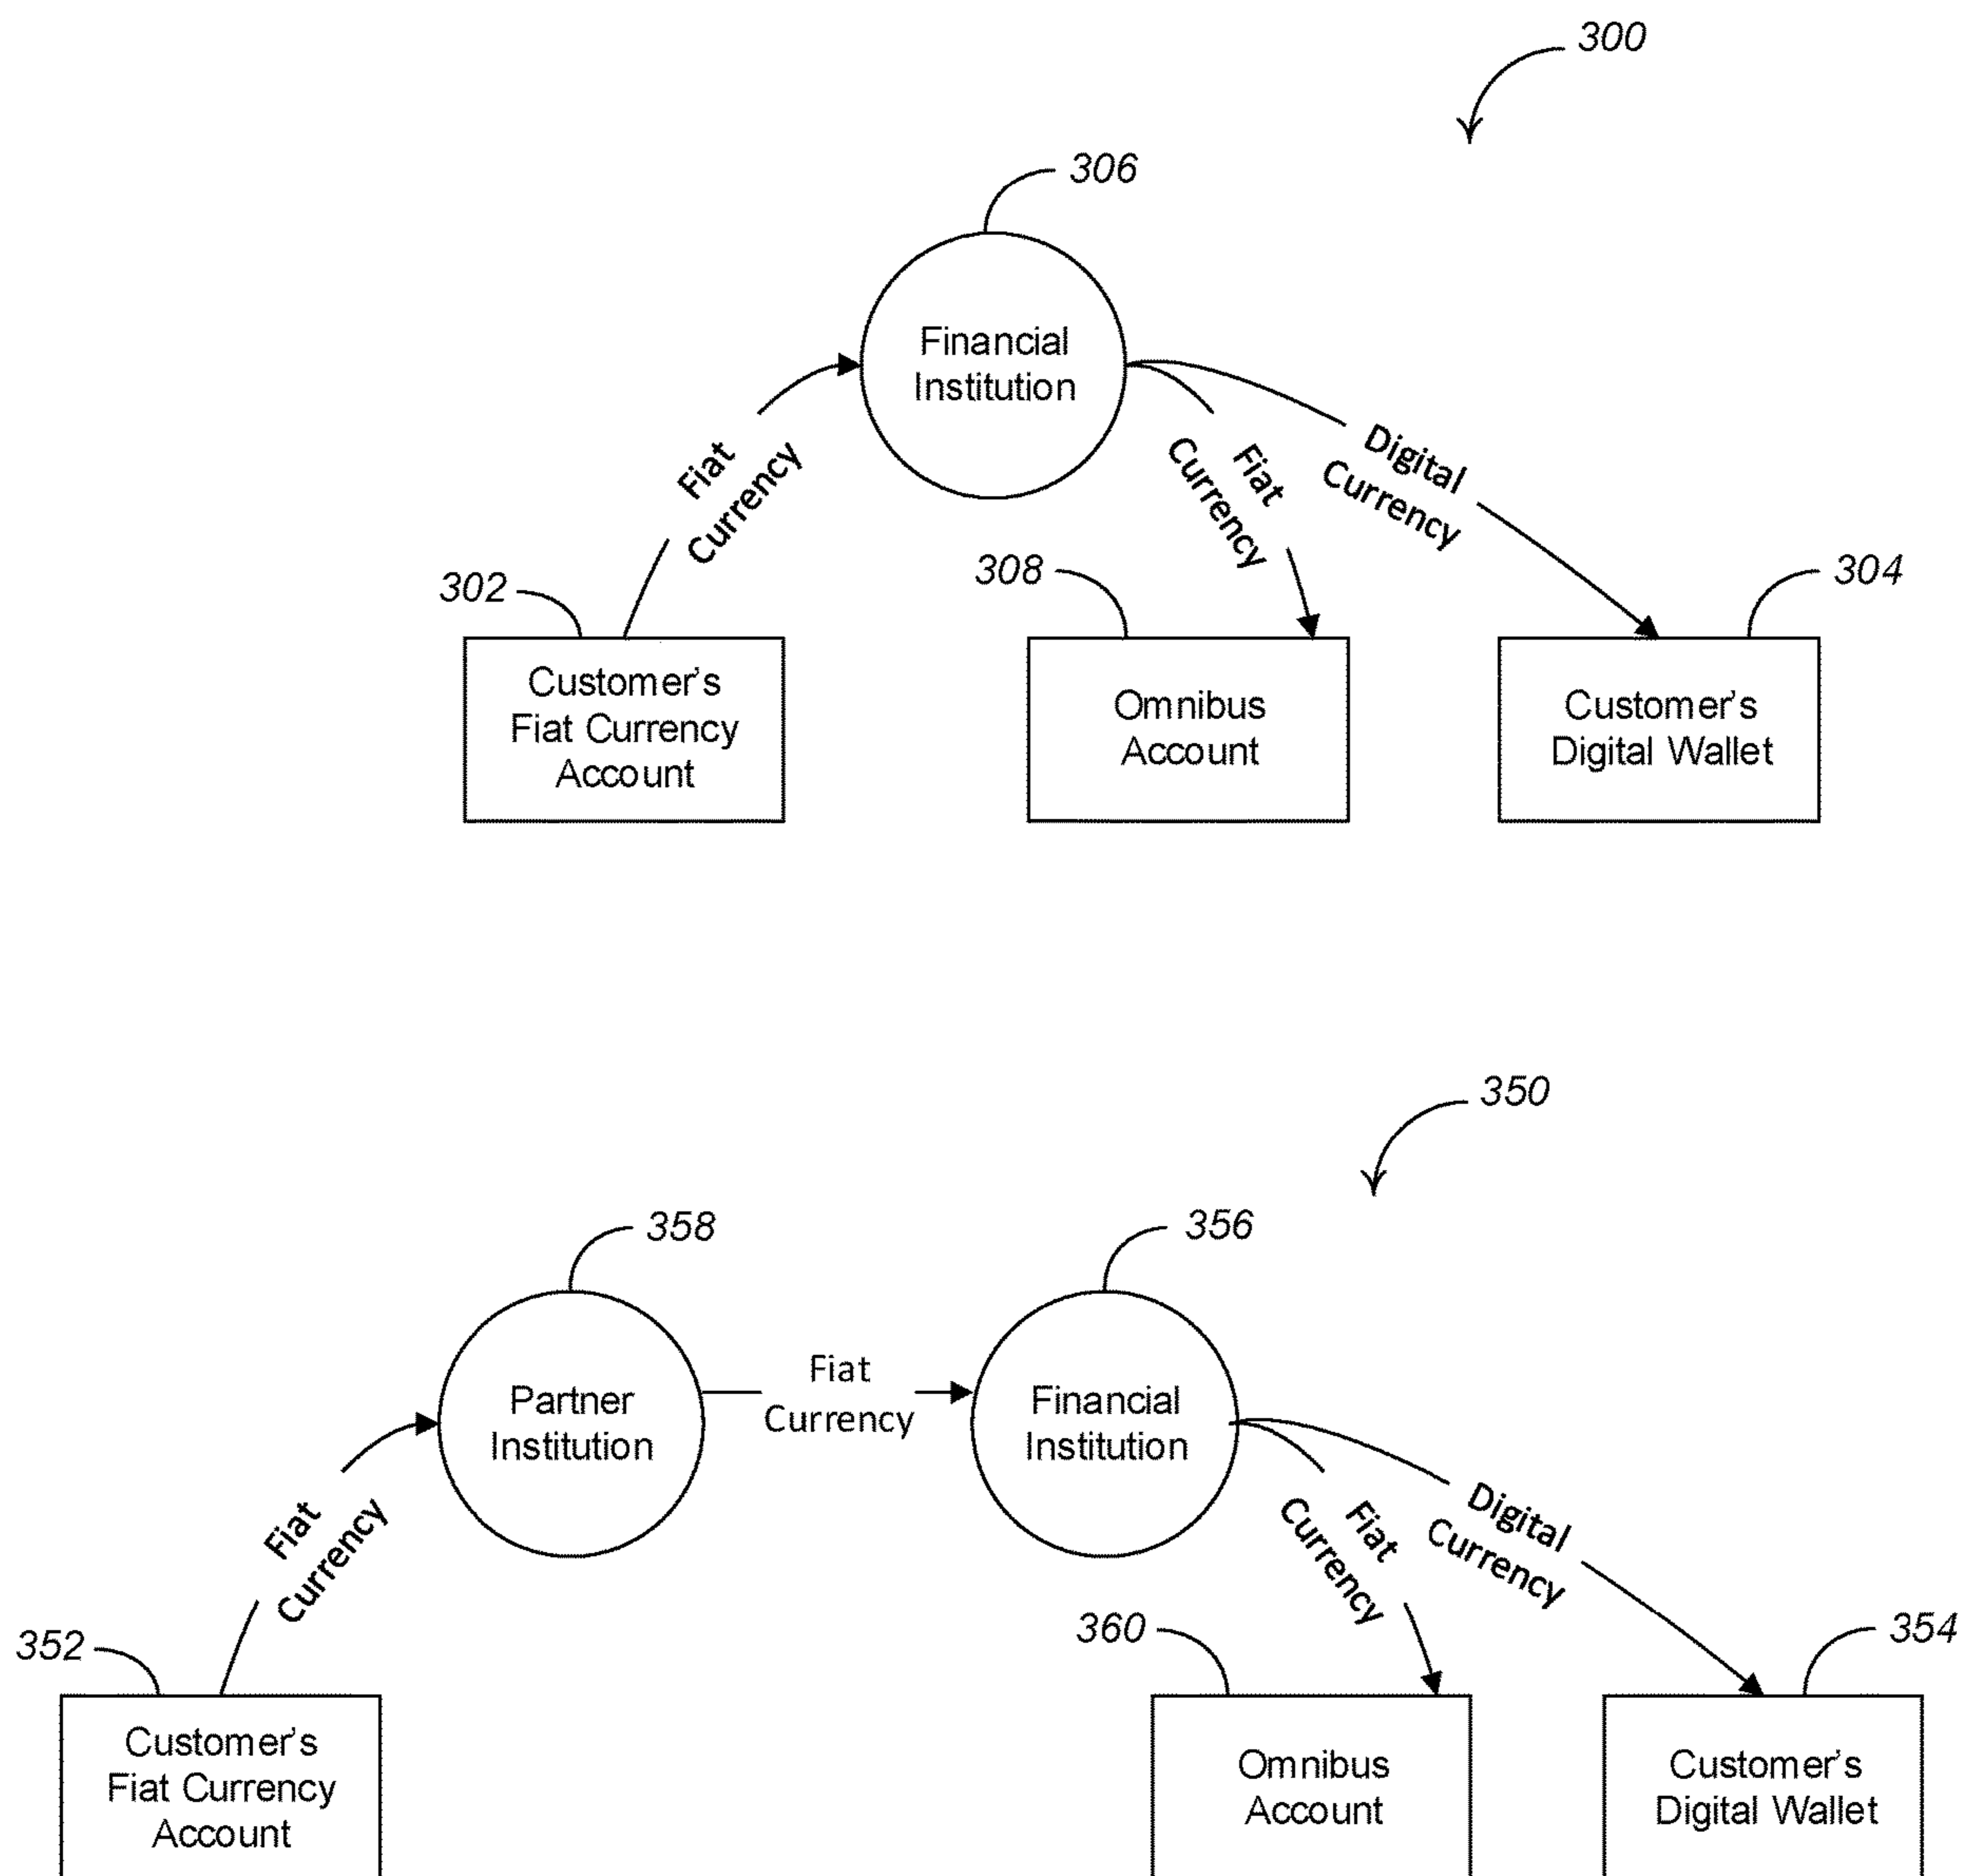 300
306
Financial
Institution
Fiat
Currency
Fiat
Currency
Digital
Currency
302
308
304
Customer's
Fiat Currency
Account
Omnibus
Account
Customer's
Digital Wallet
350
358
356
Partner
Institution
Fiat
Currency
Financial
Institution
Fiat
Currency
Fiat
Currency
Digital
Currency
352
360
354
Customer's
Fiat Currency
Account
Omnibus
Account
Customer's
Digital Wallet